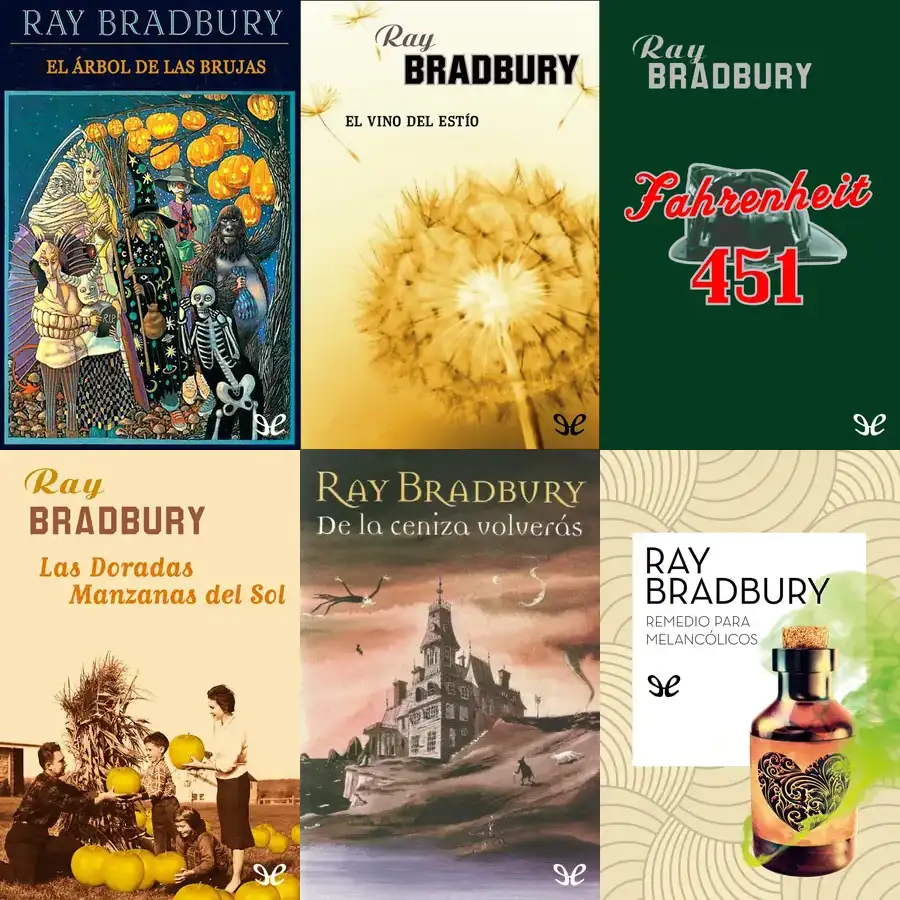 RAY BRADBURY
EL ÁRBOL DE LAS BRUJAS
R.I.P.
Ray
BRADBURY
EL VINO DEL ESTÍO
Ray
BRADBURY
Fahrenheit
451
Ray
BRADBURY
Las Doradas
Manzanas del Sol
RAY BRADBURY
De la ceniza volverás
RAY
BRADBURY
REMEDIO PARA
MELANCÓLICOS